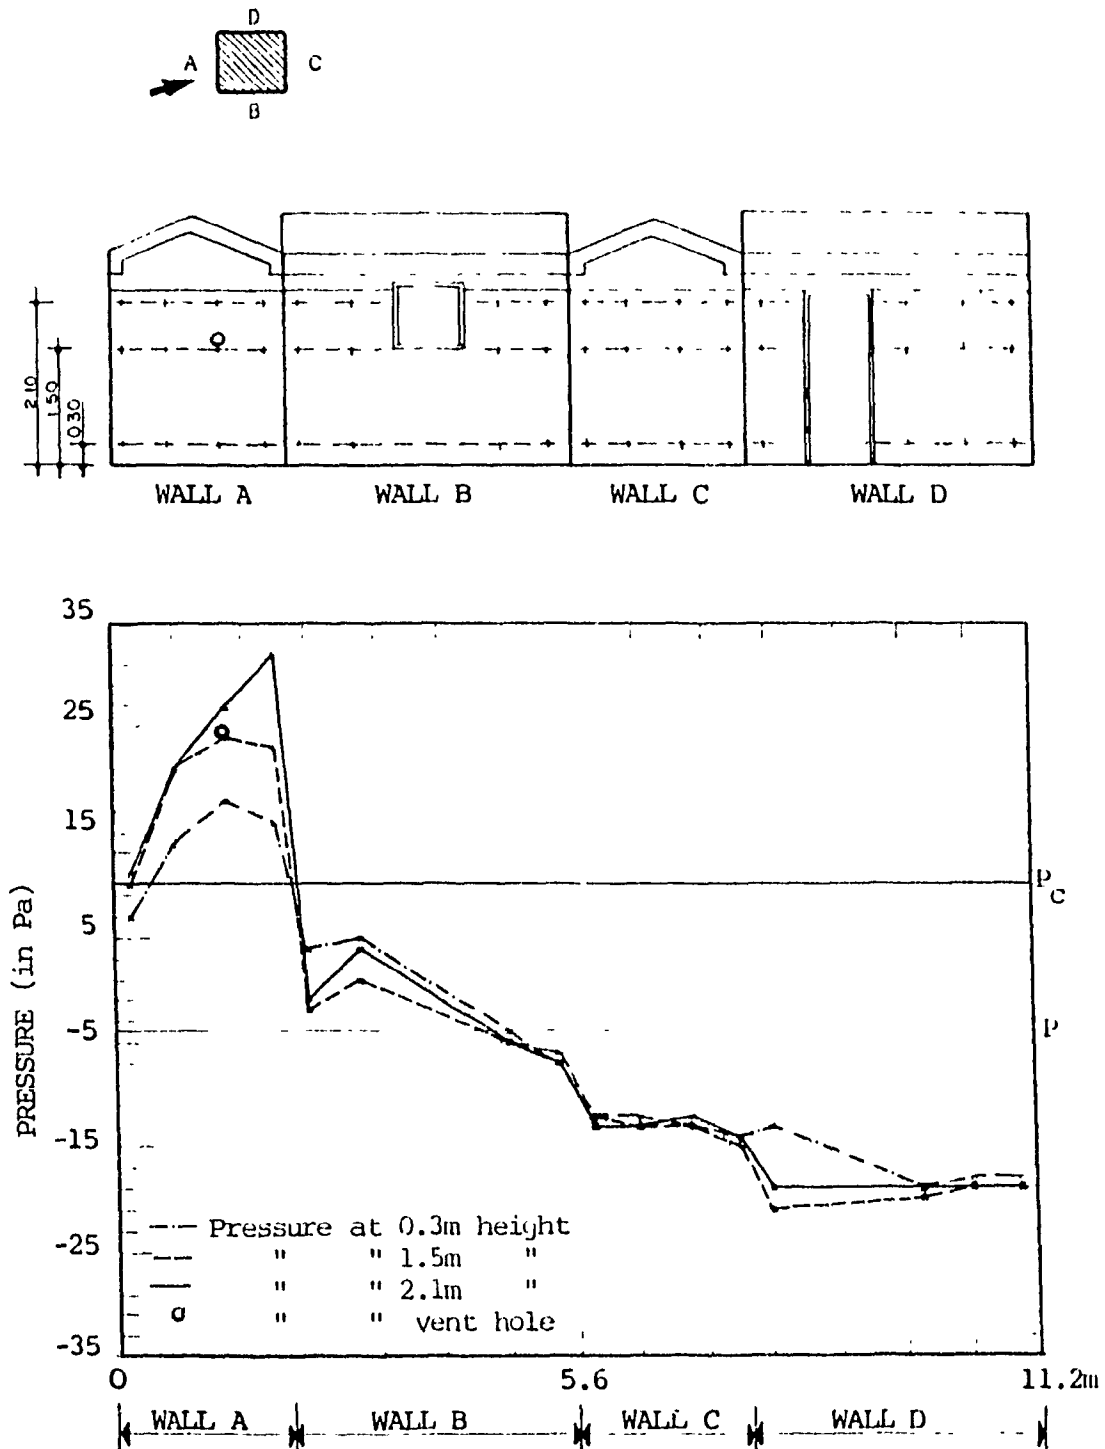 D
A
C
B
2.10
1.50
0.30
WALL A
WALL B
WALL C
WALL D
35
25
15
5
-5
-15
-25
-35
PRESSURE (in Pa)
Pc
P
Pressure at 0.3m height
" " 1.5m "
" " 2.1m "
" " vent hole
0
5.6
11.2m
WALL A
WALL B
WALL C
WALL D